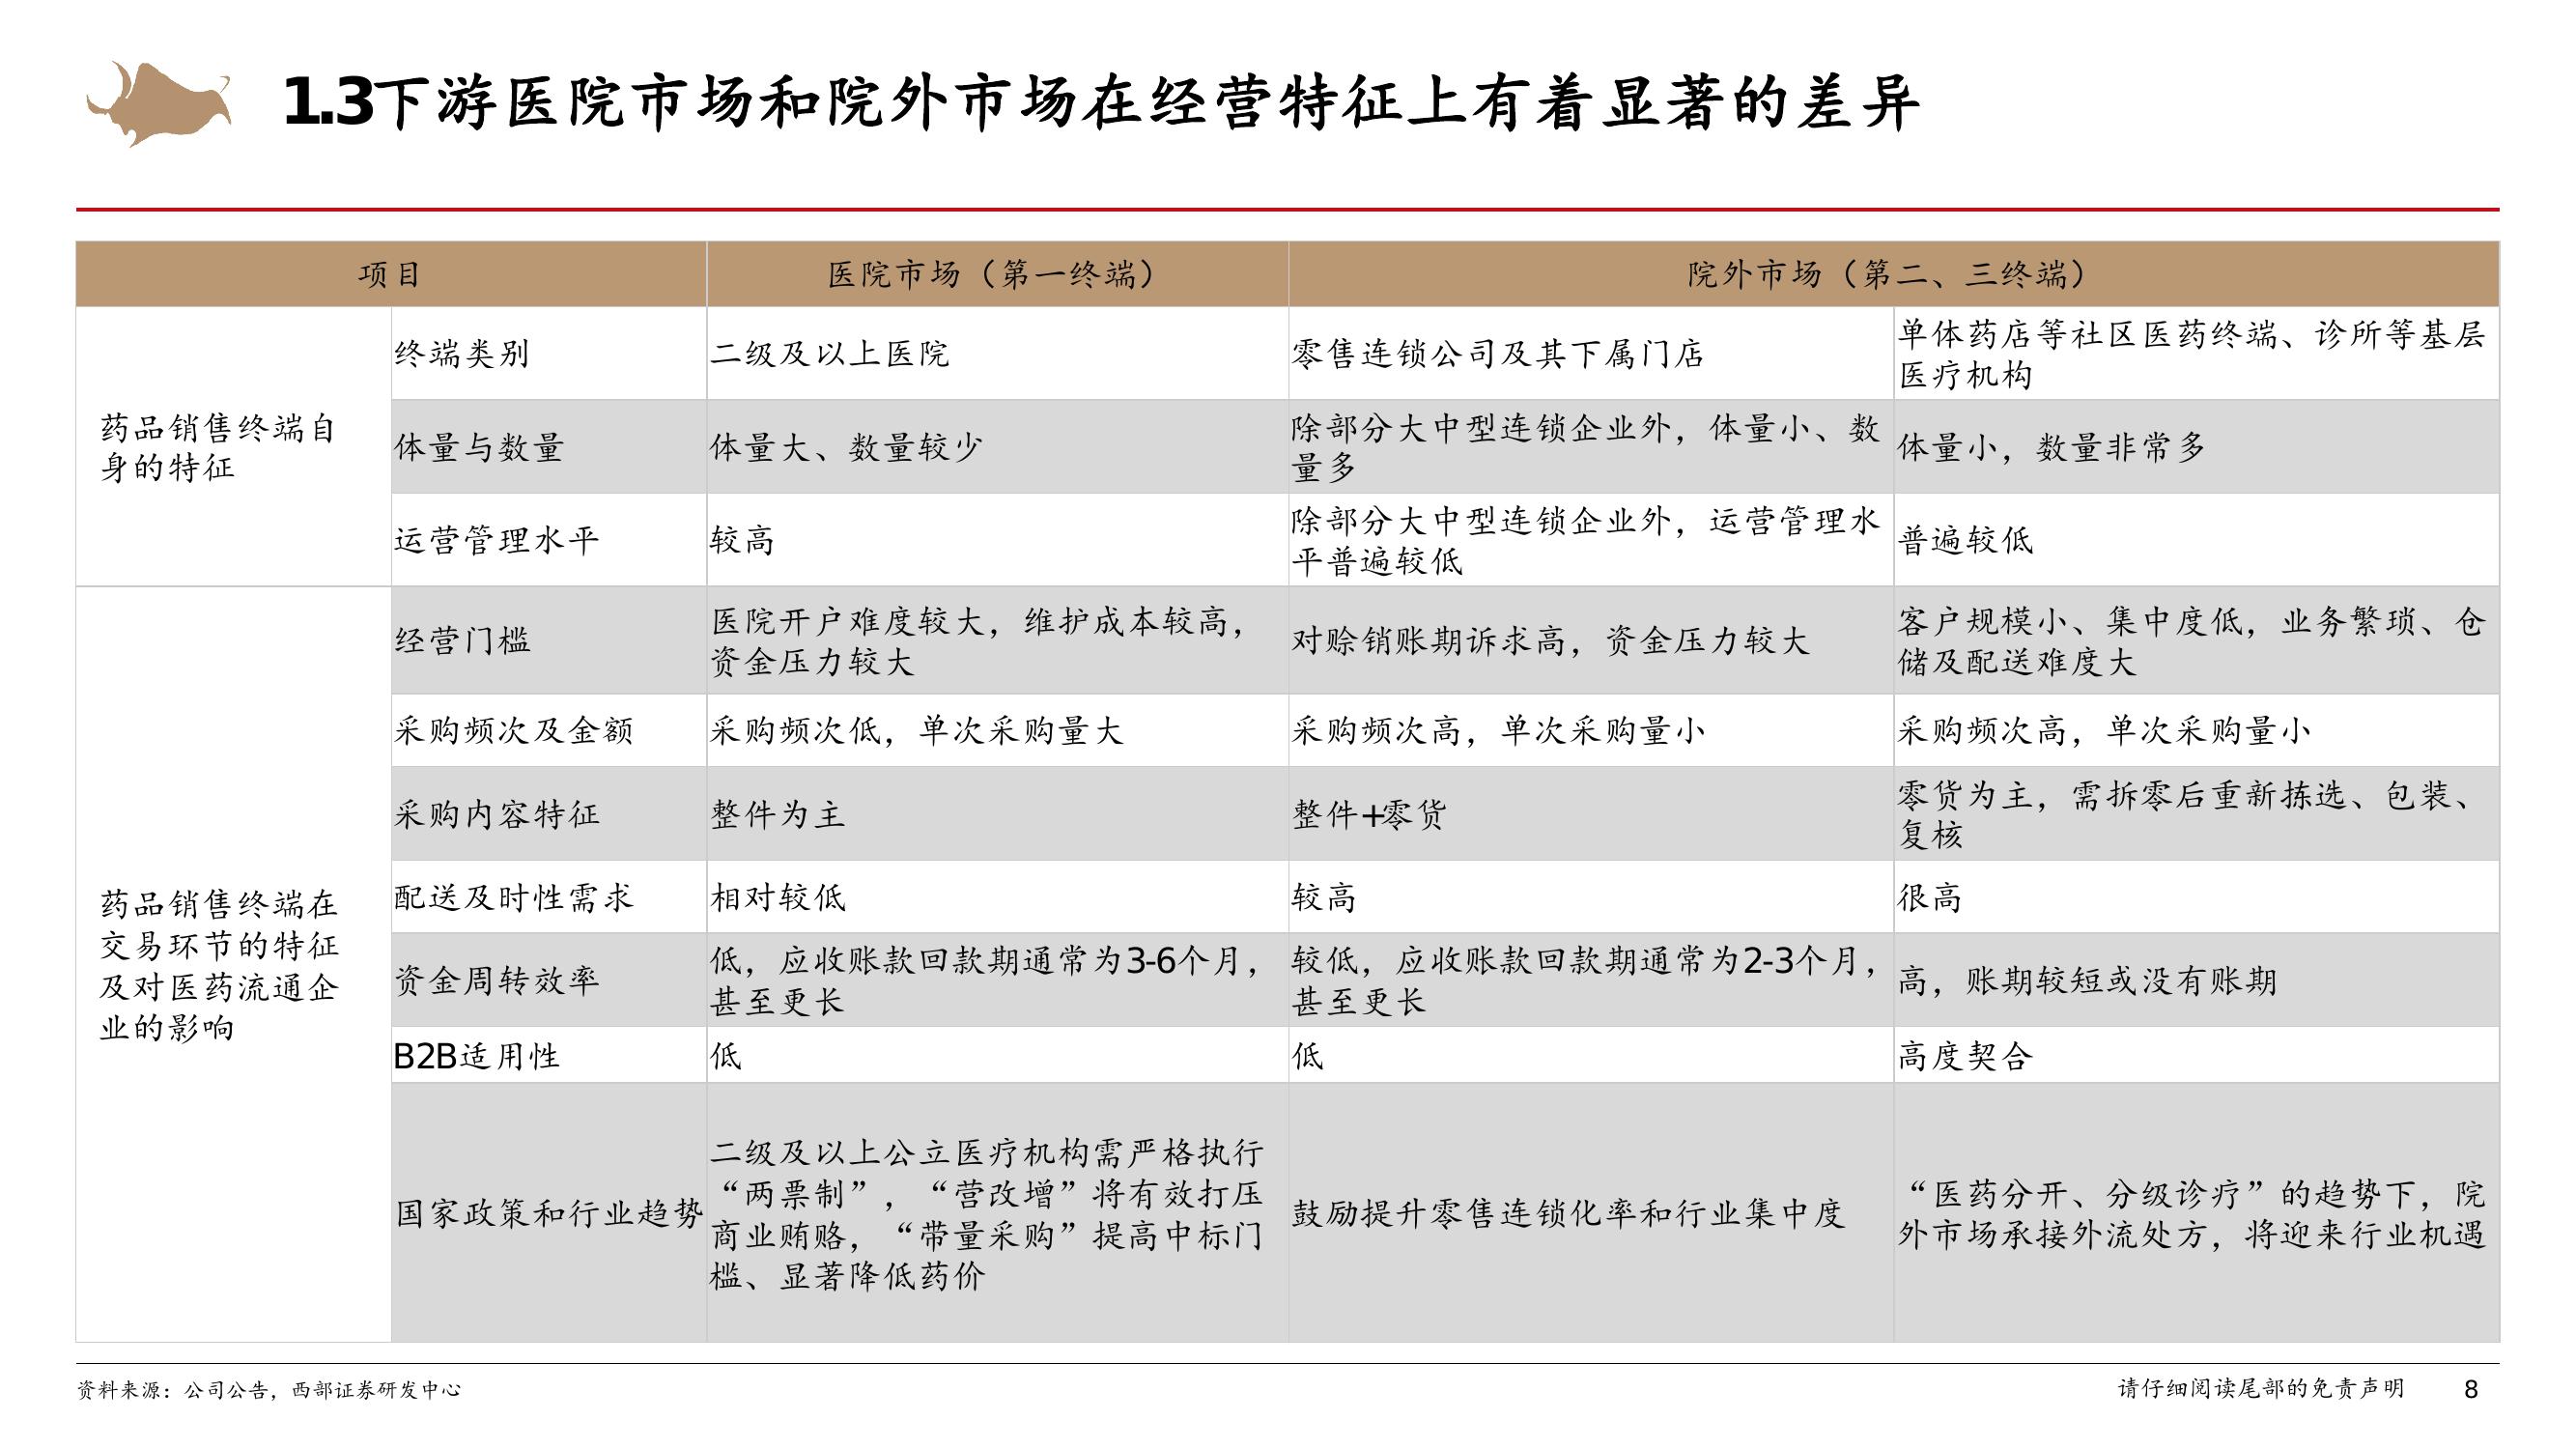 1.3下游医院市场和院外市场在经营特征上有着显著的差异
项目
医院市场（第一终端）
院外市场（第二、三终端）
药品销售终端自
身的特征
终端类别
二级及以上医院
零售连锁公司及其下属门店
单体药店等社区医药终端、诊所等基层
医疗机构
体量与数量
体量大、数量较少
除部分大中型连锁企业外，体量小、数
量多
体量小，数量非常多
运营管理水平
较高
除部分大中型连锁企业外，运营管理水
平普遍较低
普遍较低
药品销售终端在
交易环节的特征
及对医药流通企
业的影响
经营门槛
医院开户难度较大，维护成本较高，
资金压力较大
对赊销账期诉求高，资金压力较大
客户规模小、集中度低，业务繁琐、仓
储及配送难度大
采购频次及金额
采购频次低，单次采购量大
采购频次高，单次采购量小
采购频次高，单次采购量小
采购内容特征
整件为主
整件+零货
零货为主，需拆零后重新拣选、包装、
复核
配送及时性需求
相对较低
较高
很高
资金周转效率
低，应收账款回款期通常为3-6个月，
甚至更长
较低，应收账款回款期通常为2-3个月，
甚至更长
高，账期较短或没有账期
B2B适用性
低
低
高度契合
国家政策和行业趋势
二级及以上公立医疗机构需严格执行
“两票制”，“营改增”将有效打压
商业贿赂，“带量采购”提高中标门
槛、显著降低药价
鼓励提升零售连锁化率和行业集中度
“医药分开、分级诊疗”的趋势下，院
外市场承接外流处方，将迎来行业机遇
资料来源：公司公告，西部证券研发中心
请仔细阅读尾部的免责声明
8